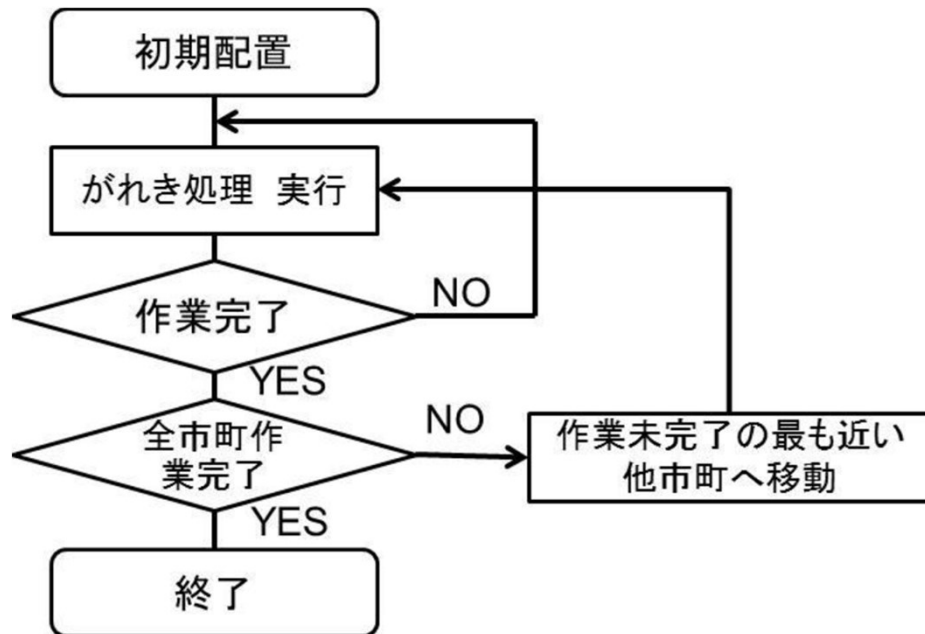 初期配置
がれき処理 実行
作業完了
NO
YES
全市町作
業完了
NO
作業未完了の最も近い
他市町へ移動
YES
終了